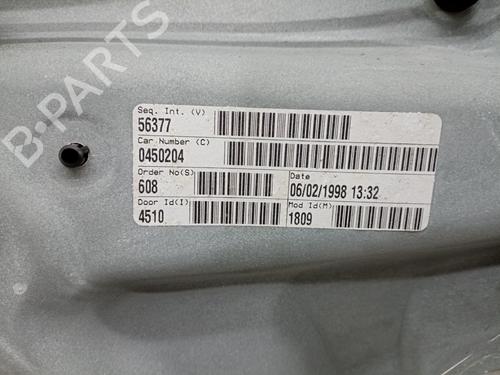 B-PARTS
Seq. Int. (V)
56377
Car Number (C)
0450204
Order No(S)
608
Date
06/02/1998 13:32
Door Id(I)
4510
Mod Id(M)
1809